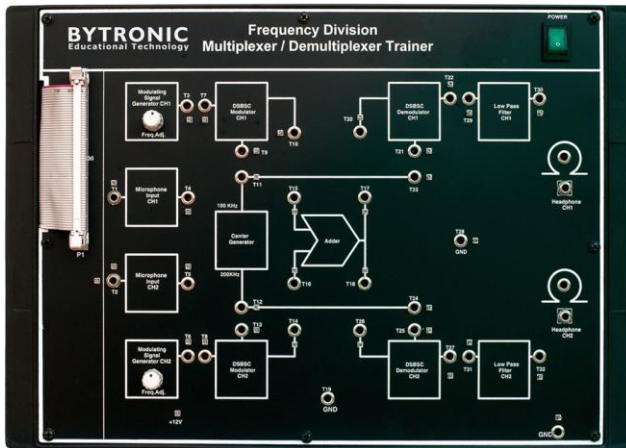 BYTRONIC
Educational Technology
Frequency Division
Multiplexer / Demultiplexer Trainer
POWER
Modulating
Signal
Generator CH1
Freq.Adj.
T3
T7
DSBSC
Modulator
CH1
T9
T10
T20
DSBSC
Demodulator
CH1
T21
T22
T29
Low Pass
Filter
CH1
T30
T1
Microphone
Input
CH1
T4
T11
100 KHz
Carrier
Generator
200KHz
T12
T15
T17
Adder
T16
T18
T23
T28
GND
Headphone
CH1
P1
T2
Microphone
Input
CH2
T5
T24
Headphone
CH2
Modulating
Signal
Generator CH2
Freq.Adj.
T6
T8
T13
DSBSC
Modulator
CH2
T14
T26
T25
DSBSC
Demodulator
CH2
T27
T31
Low Pass
Filter
CH2
T32
+12V
T19
GND
GND